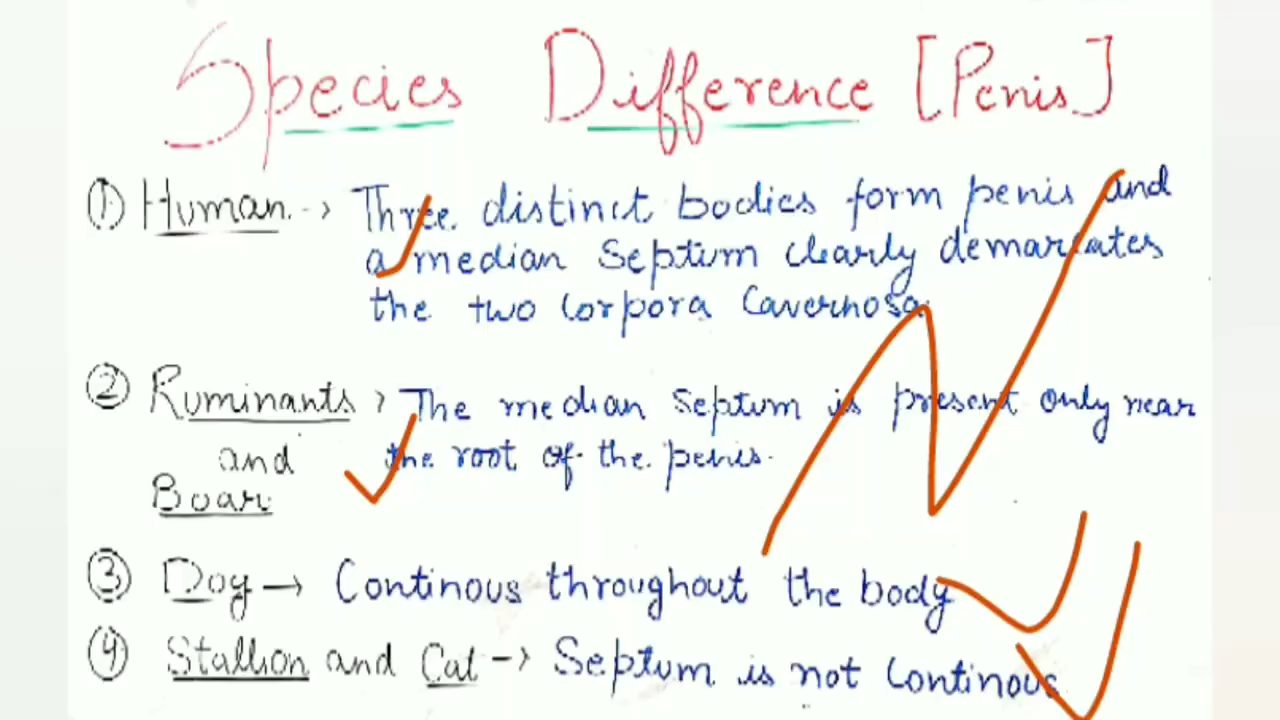 Species Difference [Penis]
① Human → Three distinct bodies form penis and
a median Septum clearly demarcates
the two Corpora Cavernosa
② Ruminants → The median Septum is present only near
and the root of the penis.
Boar
③ Dog → Continous throughout the body
④ Stallion and Cat → Septum is not Continous